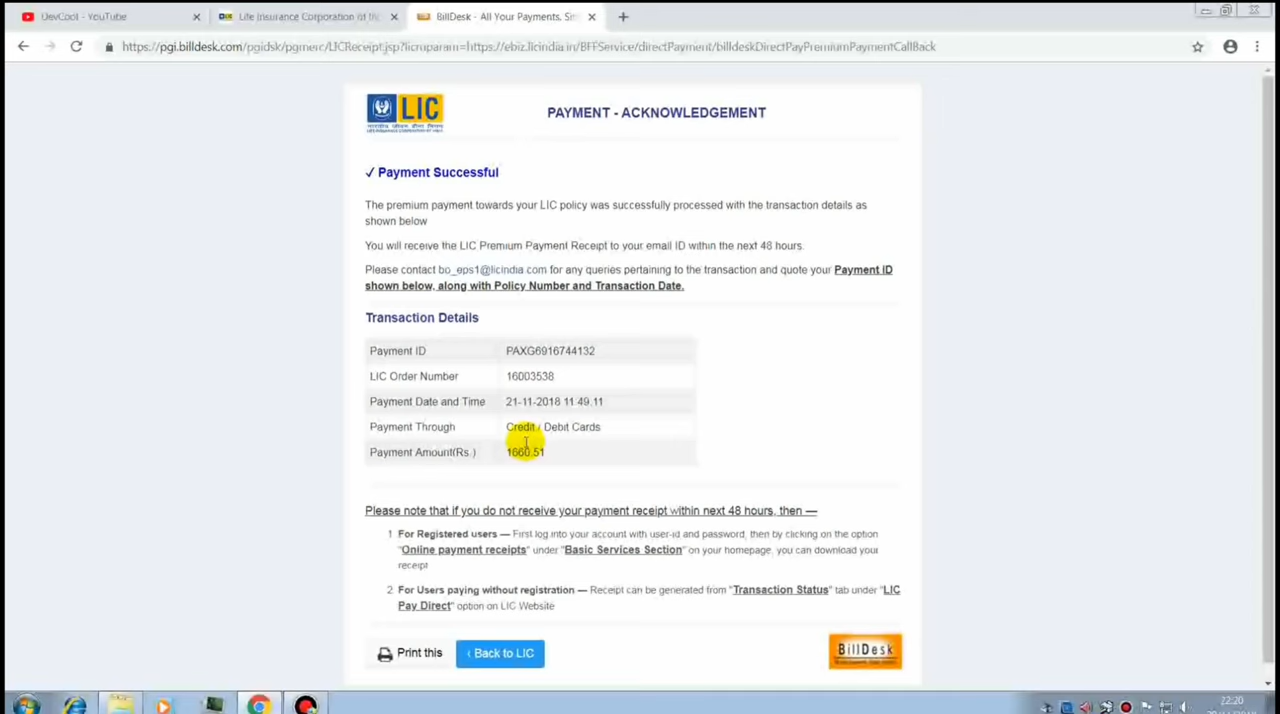 DevCool - YouTube
Life Insurance Corporation of Ind
BillDesk - All Your Payments, Sin
https://pgi.billdesk.com/pgidsk/pgmerc/LICReceipt.jsp?licruparam=https://ebiz.licindia.in/BFFService/directPayment/billdeskDirectPayPremiumPaymentCallBack
LIC
PAYMENT - ACKNOWLEDGEMENT
✓ Payment Successful
The premium payment towards your LIC policy was successfully processed with the transaction details as
shown below
You will receive the LIC Premium Payment Receipt to your email ID within the next 48 hours.
Please contact bo_eps1@licindia.com for any queries pertaining to the transaction and quote your Payment ID
shown below, along with Policy Number and Transaction Date.
Transaction Details
Payment ID PAXG6916744132
LIC Order Number 16003538
Payment Date and Time 21-11-2018 11.49.11
Payment Through Credit / Debit Cards
Payment Amount(Rs.) 1660.51
Please note that if you do not receive your payment receipt within next 48 hours, then —
1 For Registered users — First log into your account with user-id and password, then by clicking on the option
"Online payment receipts" under "Basic Services Section" on your homepage, you can download your
receipt
2 For Users paying without registration — Receipt can be generated from "Transaction Status" tab under "LIC
Pay Direct" option on LIC Website
Print this
‹ Back to LIC
BillDesk
22:20